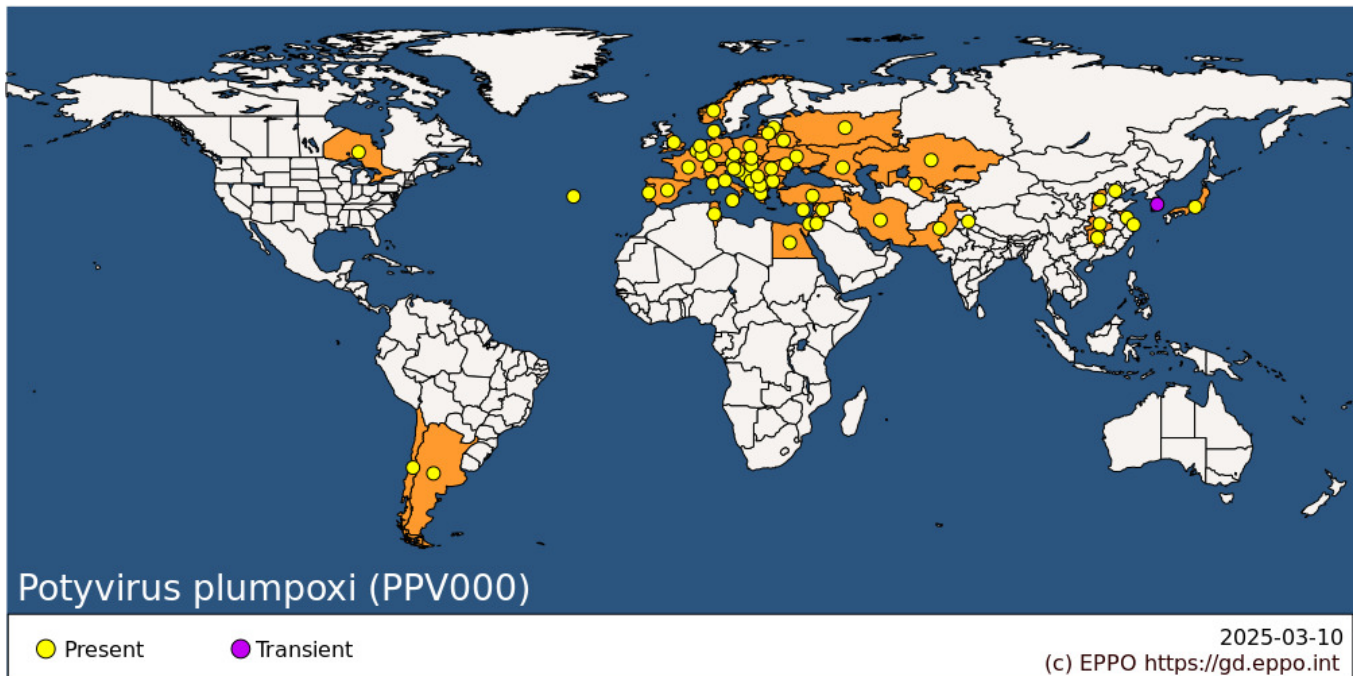 Potyvirus plumpoxi (PPV000)
Present
Transient
2025-03-10
(c) EPPO https://gd.eppo.int